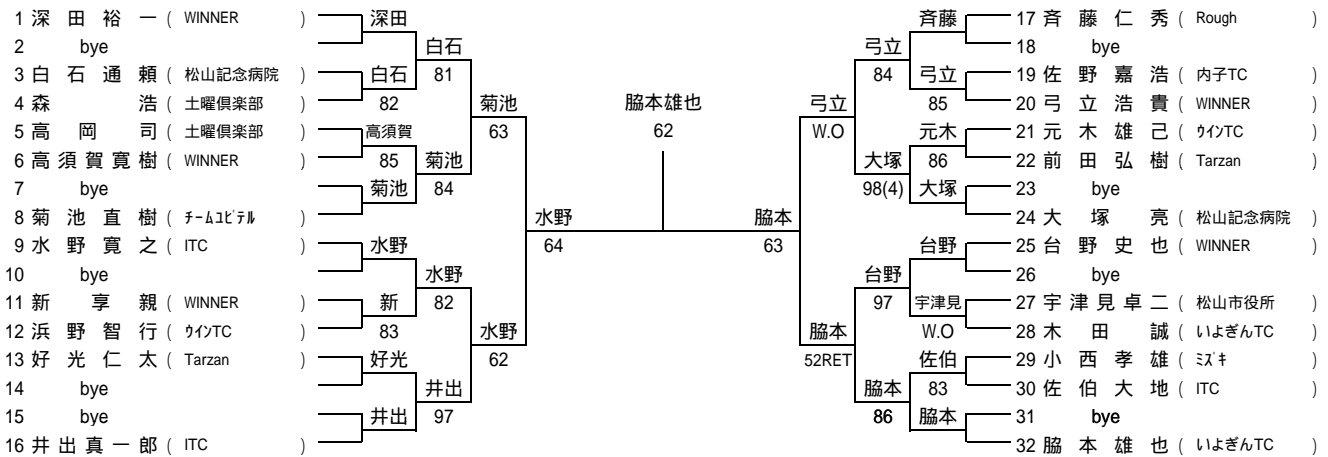 1 深田裕一 ( WINNER )
2 bye
3 白石通頼 ( 松山記念病院 )
4 森浩 ( 土曜倶楽部 )
5 高岡司 ( 土曜倶楽部 )
6 高須賀寛樹 ( WINNER )
7 bye
8 菊池直樹 ( ﾁｰﾑﾕﾋﾟﾃﾙ )
9 水野寛之 ( ITC )
10 bye
11 新享親 ( WINNER )
12 浜野智行 ( ｳｲﾝTC )
13 好光仁太 ( Tarzan )
14 bye
15 bye
16 井出真一郎 ( ITC )
深田
白石
82
高須賀
85
菊池
水野
新
83
好光
井出
白石
81
菊池
84
水野
82
井出
97
菊池
63
水野
62
水野
64
脇本雄也
62
脇本
63
弓立
W.O
脇本
52RET
弓立
84
大塚
98(4)
台野
97
脇本
86
斉藤
弓立
85
元木
86
大塚
台野
宇津見
W.O
佐伯
83
脇本
17 斉藤仁秀 ( Rough )
18 bye
19 佐野嘉浩 ( 内子TC )
20 弓立浩貴 ( WINNER )
21 元木雄己 ( ｳｲﾝTC )
22 前田弘樹 ( Tarzan )
23 bye
24 大塚亮 ( 松山記念病院 )
25 台野史也 ( WINNER )
26 bye
27 宇津見卓二 ( 松山市役所 )
28 木田誠 ( いよぎんTC )
29 小西孝雄 ( ﾐｽﾞｷ )
30 佐伯大地 ( ITC )
31 bye
32 脇本雄也 ( いよぎんTC )